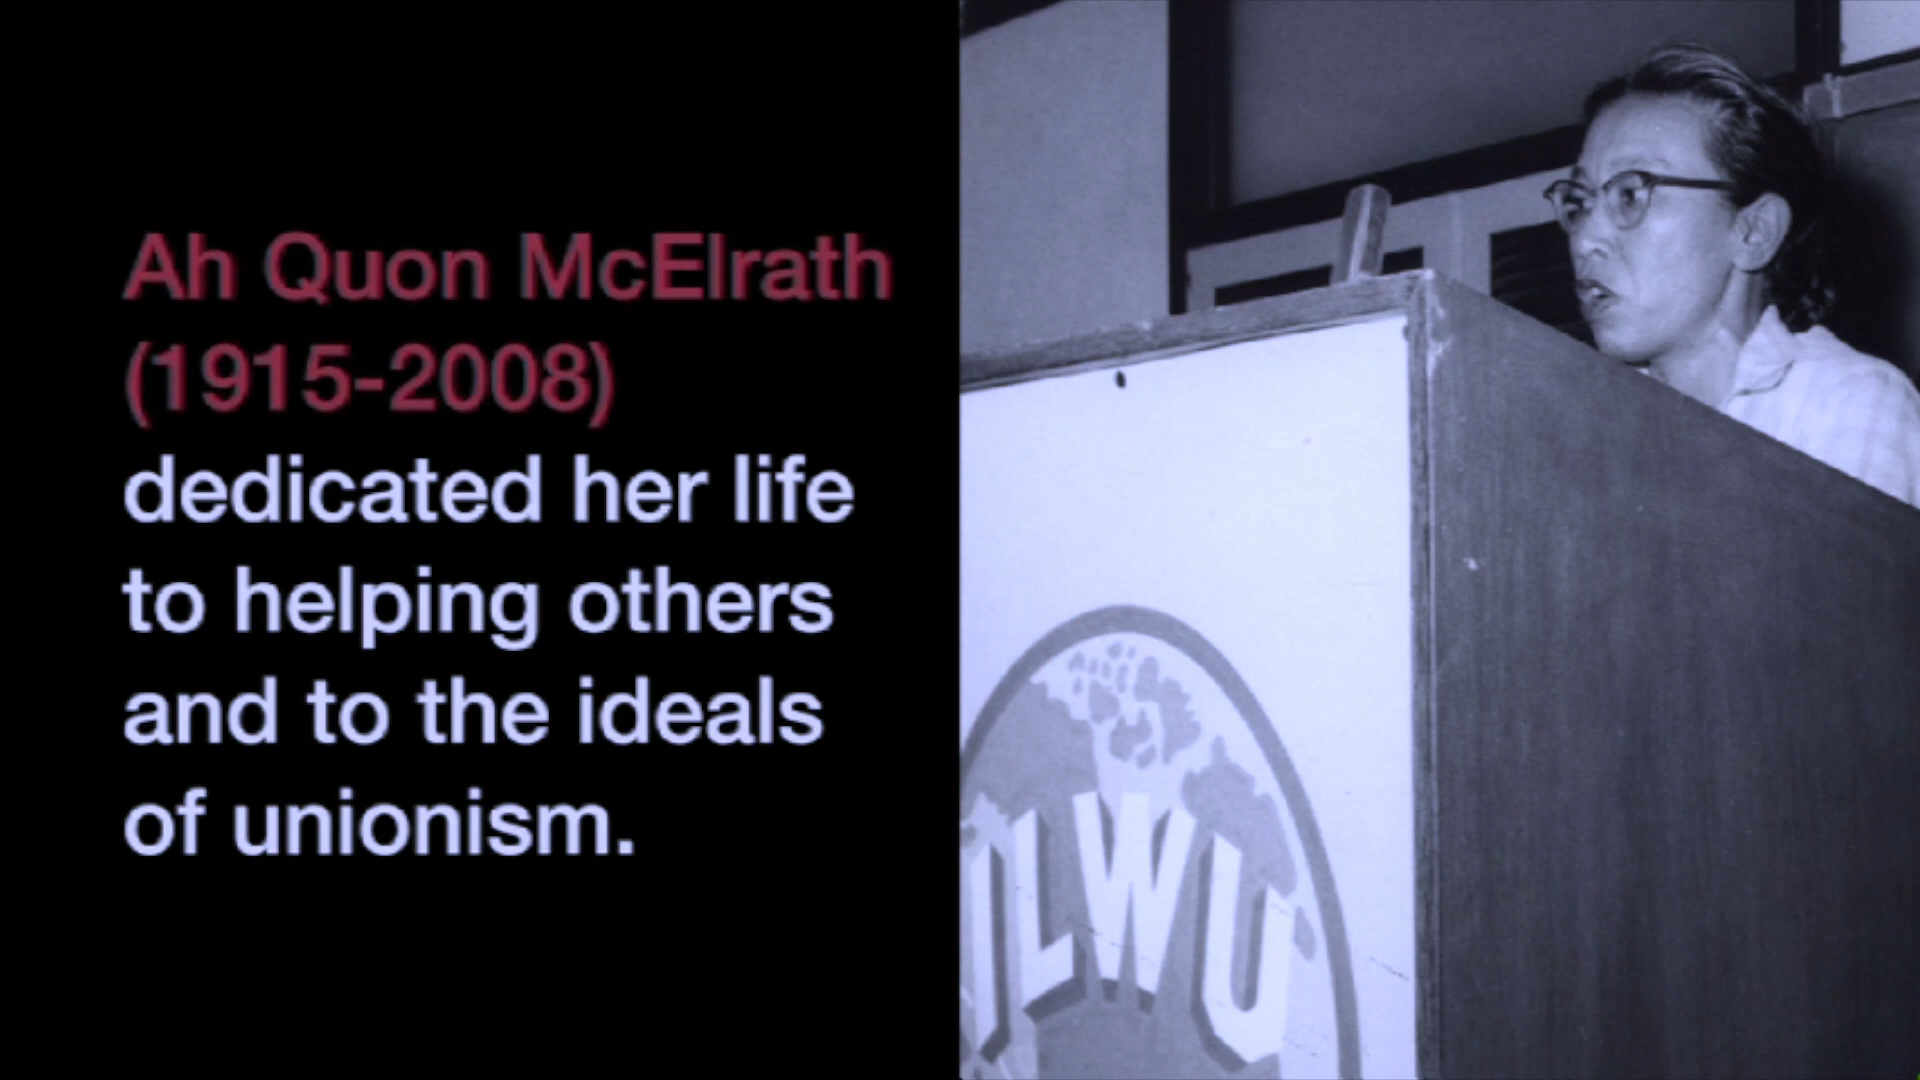 Ah Quon McElrath
(1915-2008)
dedicated her life
to helping others
and to the ideals
of unionism.
ILWU